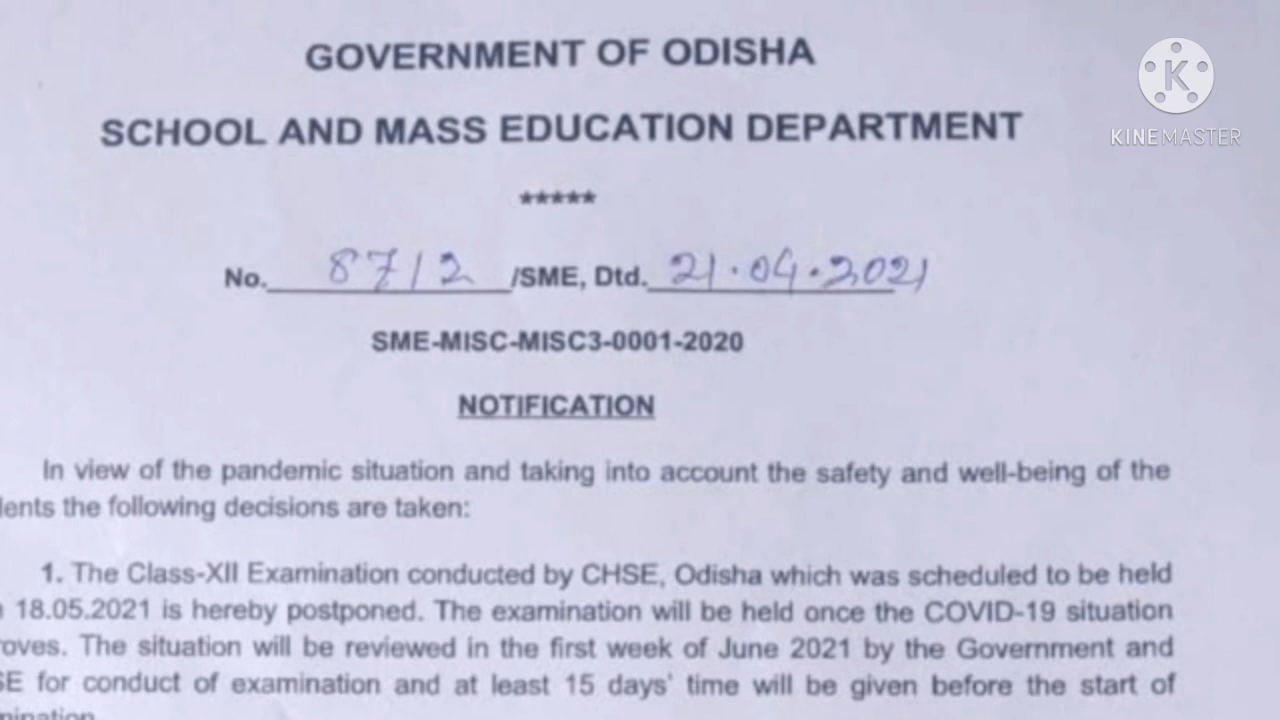 GOVERNMENT OF ODISHA
SCHOOL AND MASS EDUCATION DEPARTMENT
*****
No. 8712 /SME, Dtd. 21.04.2021
SME-MISC-MISC3-0001-2020
NOTIFICATION
In view of the pandemic situation and taking into account the safety and well-being of the
the following decisions are taken:
1. The Class-XII Examination conducted by CHSE, Odisha which was scheduled to be held
18.05.2021 is hereby postponed. The examination will be held once the COVID-19 situation
The situation will be reviewed in the first week of June 2021 by the Government and
for conduct of examination and at least 15 days' time will be given before the start of
K
KINEMASTER